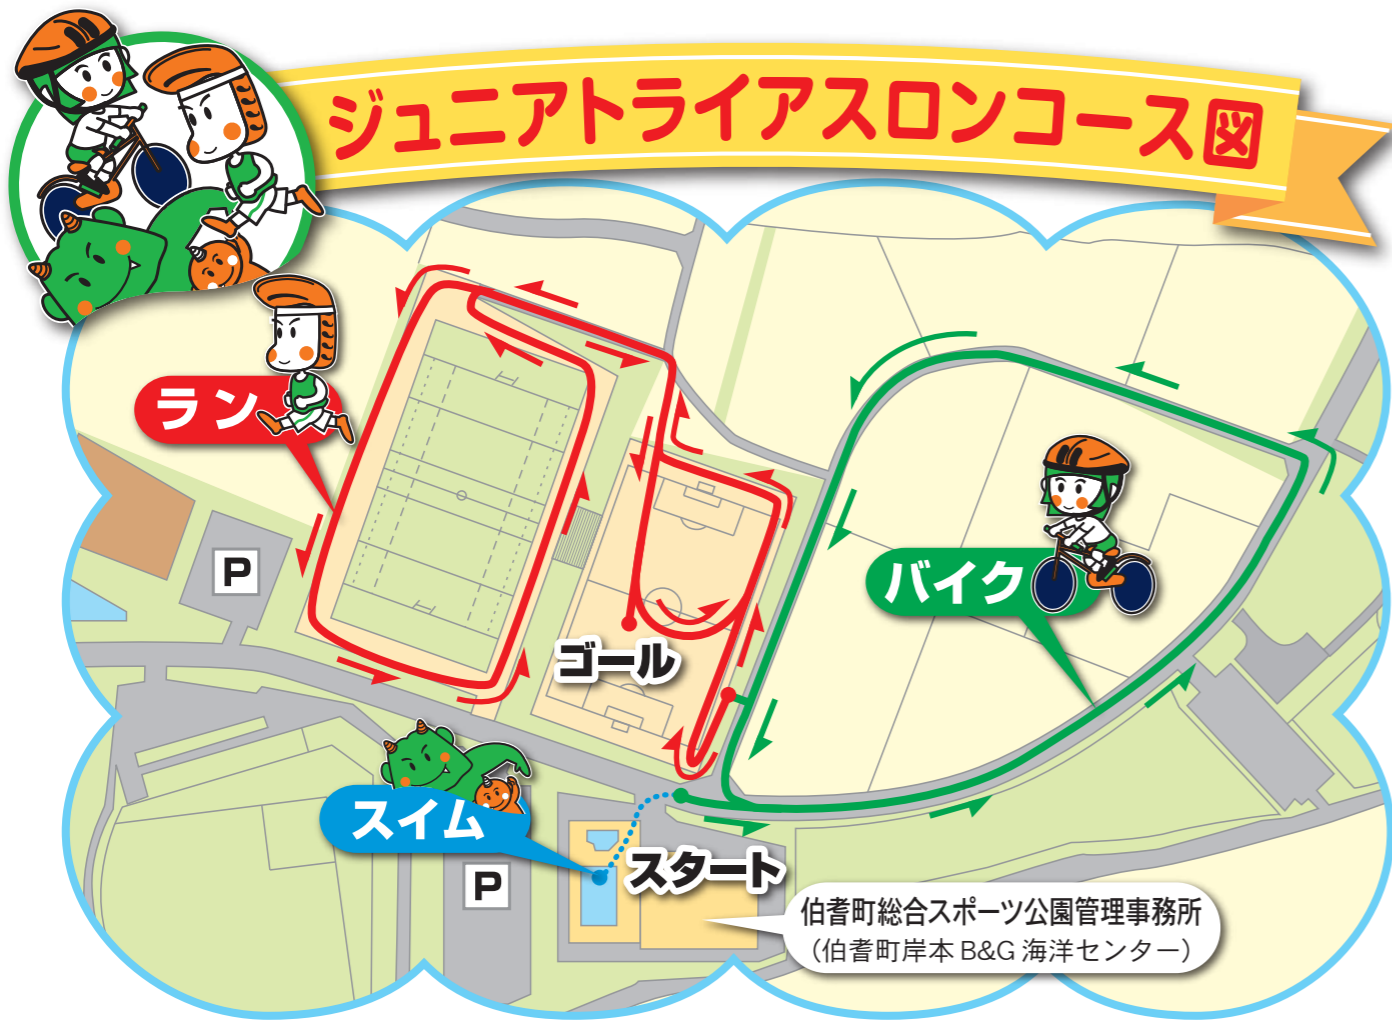 ジュニアトライアスロンコース図
ラン
P
バイク
ゴール
スイム
スタート
P
伯耆町総合スポーツ公園管理事務所
（伯耆町岸本 B&G 海洋センター）